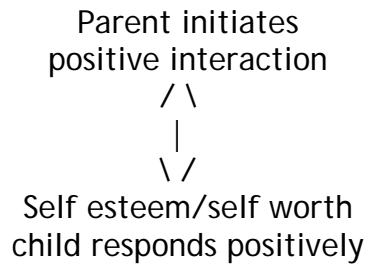 Parent initiates
positive interaction
/ \
|
\ /
Self esteem/self worth
child responds positively